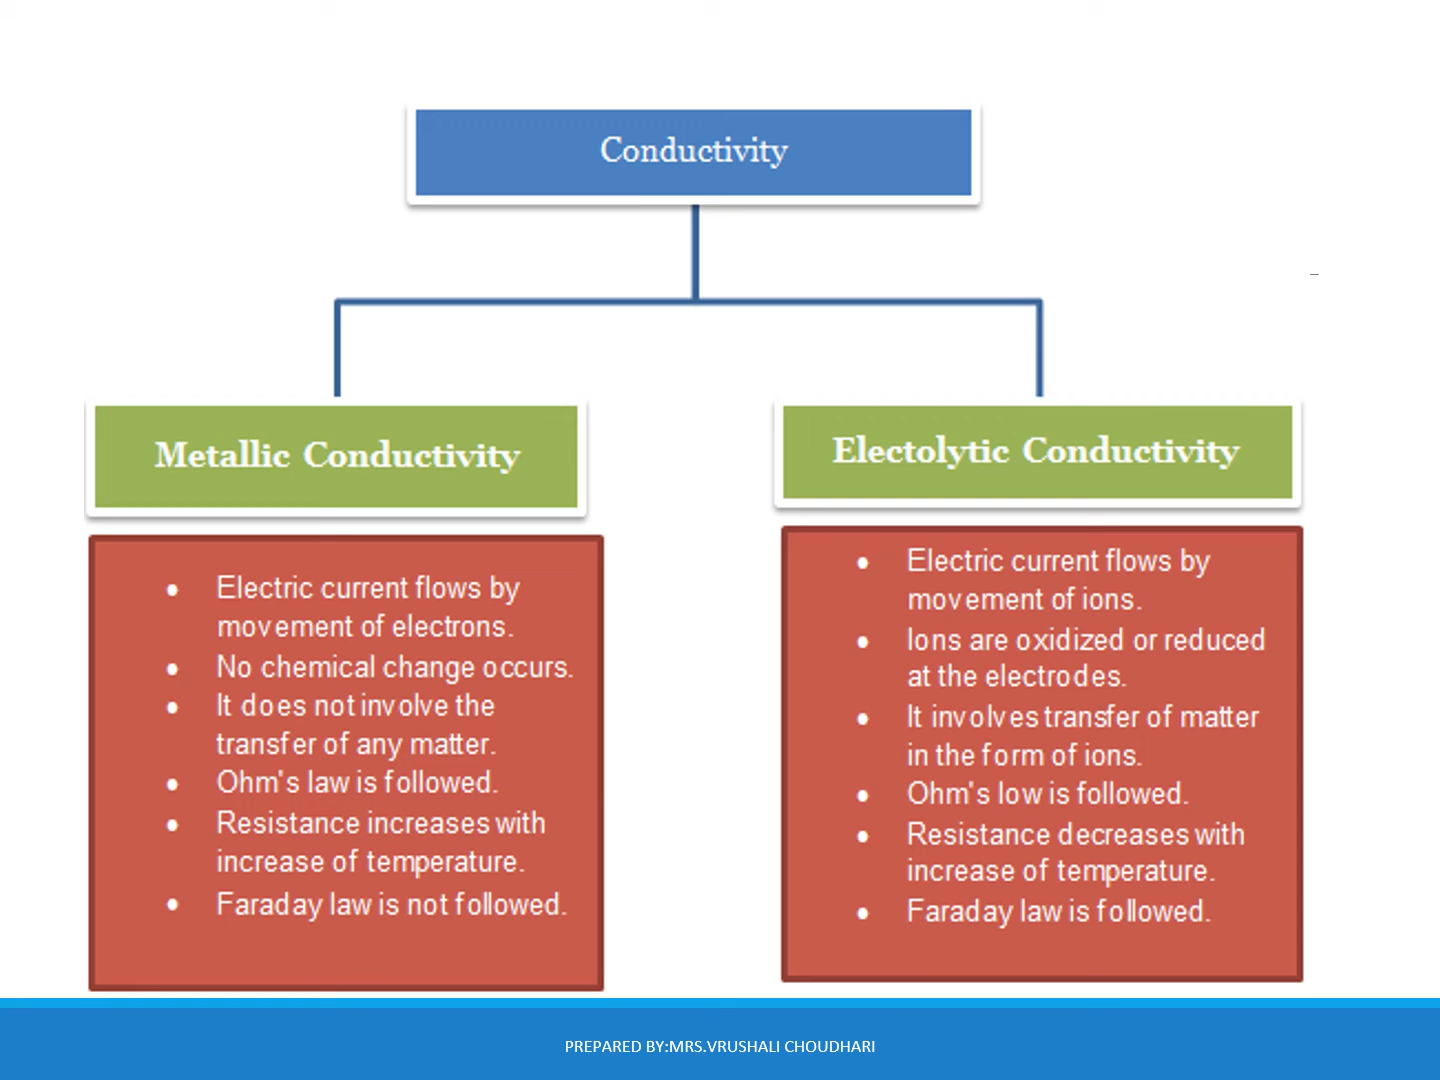 Conductivity
Metallic Conductivity
Electolytic Conductivity
• Electric current flows by
movement of electrons.
• No chemical change occurs.
• It does not involve the
transfer of any matter.
• Ohm's law is followed.
• Resistance increases with
increase of temperature.
• Faraday law is not followed.
• Electric current flows by
movement of ions.
• Ions are oxidized or reduced
at the electrodes.
• It involves transfer of matter
in the form of ions.
• Ohm's low is followed.
• Resistance decreases with
increase of temperature.
• Faraday law is followed.
PREPARED BY:MRS.VRUSHALI CHOUDHARI